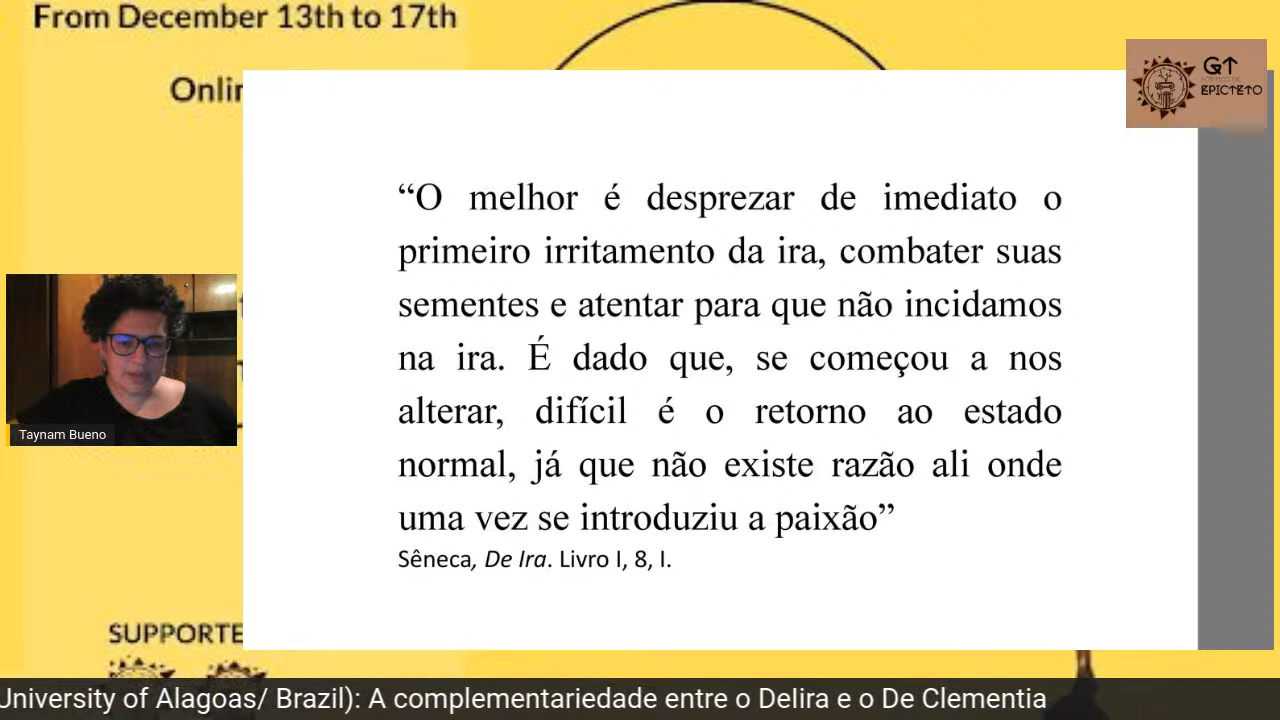 From December 13th to 17th
Onlin
GT
EPICTETO
“O melhor é desprezar de imediato o
primeiro irritamento da ira, combater suas
sementes e atentar para que não incidamos
na ira. É dado que, se começou a nos
alterar, difícil é o retorno ao estado
normal, já que não existe razão ali onde
uma vez se introduziu a paixão”
Sêneca, De Ira. Livro I, 8, I.
Taynam Bueno
SUPPORTE
University of Alagoas/ Brazil): A complementariedade entre o DeIira e o De Clementia